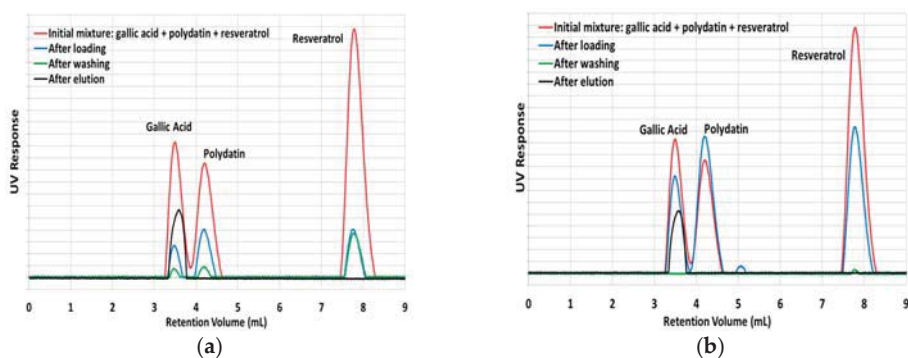 Initial mixture: gallic acid + polydatin + resveratrol
After loading
After washing
After elution
Resveratrol
Gallic Acid
Polydatin
UV Response
0 1 2 3 4 5 6 7 8 9
Retention Volume (mL)
(a)
Initial mixture: gallic acid + polydatin + resveratrol
After loading
After washing
After elution
Resveratrol
Gallic Acid
Polydatin
UV Response
0 1 2 3 4 5 6 7 8 9
Retention Volume (mL)
(b)